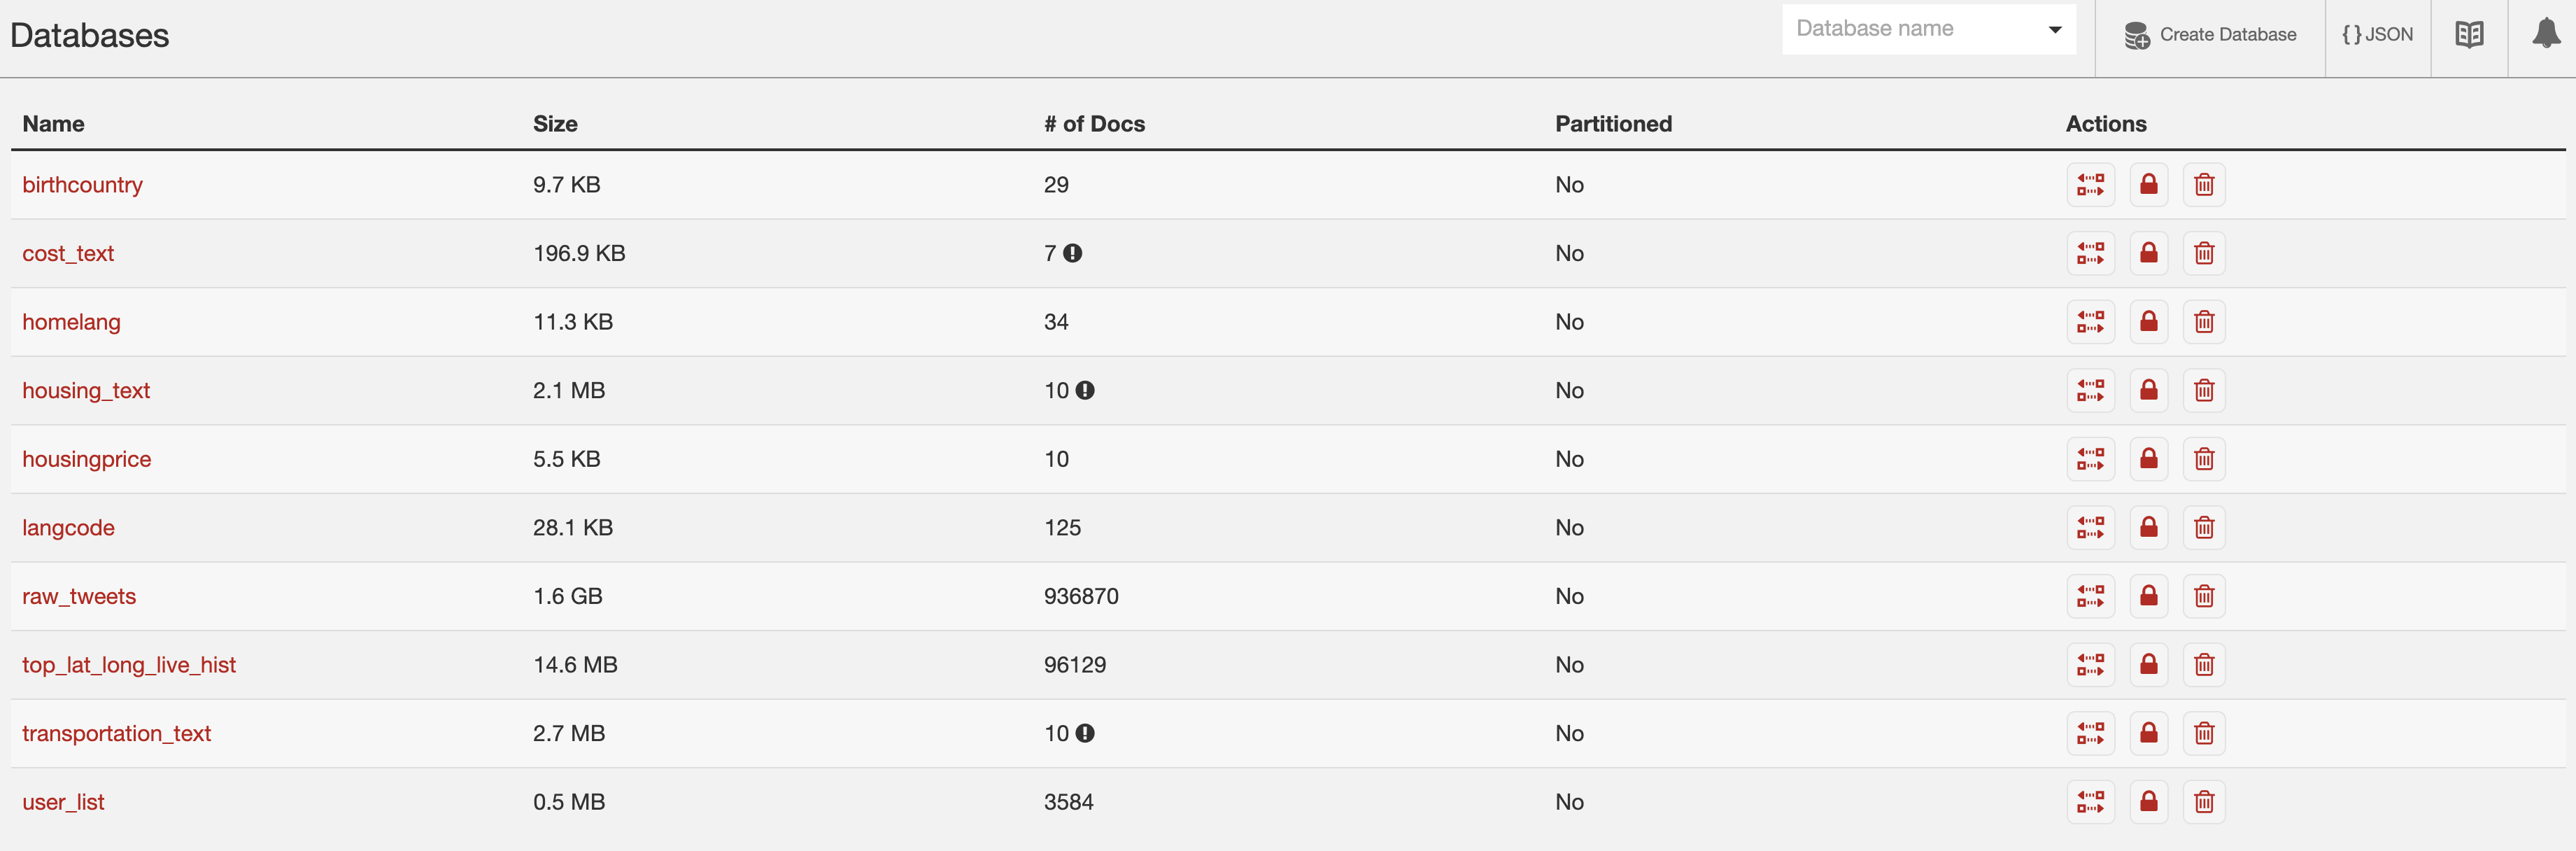 Databases
Database name
Create Database
{ } JSON
Name Size # of Docs Partitioned Actions
birthcountry 9.7 KB 29 No
cost_text 196.9 KB 7 No
homelang 11.3 KB 34 No
housing_text 2.1 MB 10 No
housingprice 5.5 KB 10 No
langcode 28.1 KB 125 No
raw_tweets 1.6 GB 936870 No
top_lat_long_live_hist 14.6 MB 96129 No
transportation_text 2.7 MB 10 No
user_list 0.5 MB 3584 No